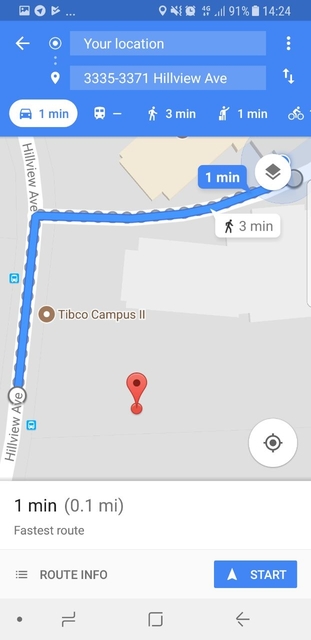 ... 4G 91% 14:24
Your location
3335-3371 Hillview Ave
1 min — 3 min 1 min
Hillview Ave
1 min
3 min
Tibco Campus II
Hillview Ave
1 min (0.1 mi)
Fastest route
ROUTE INFO START